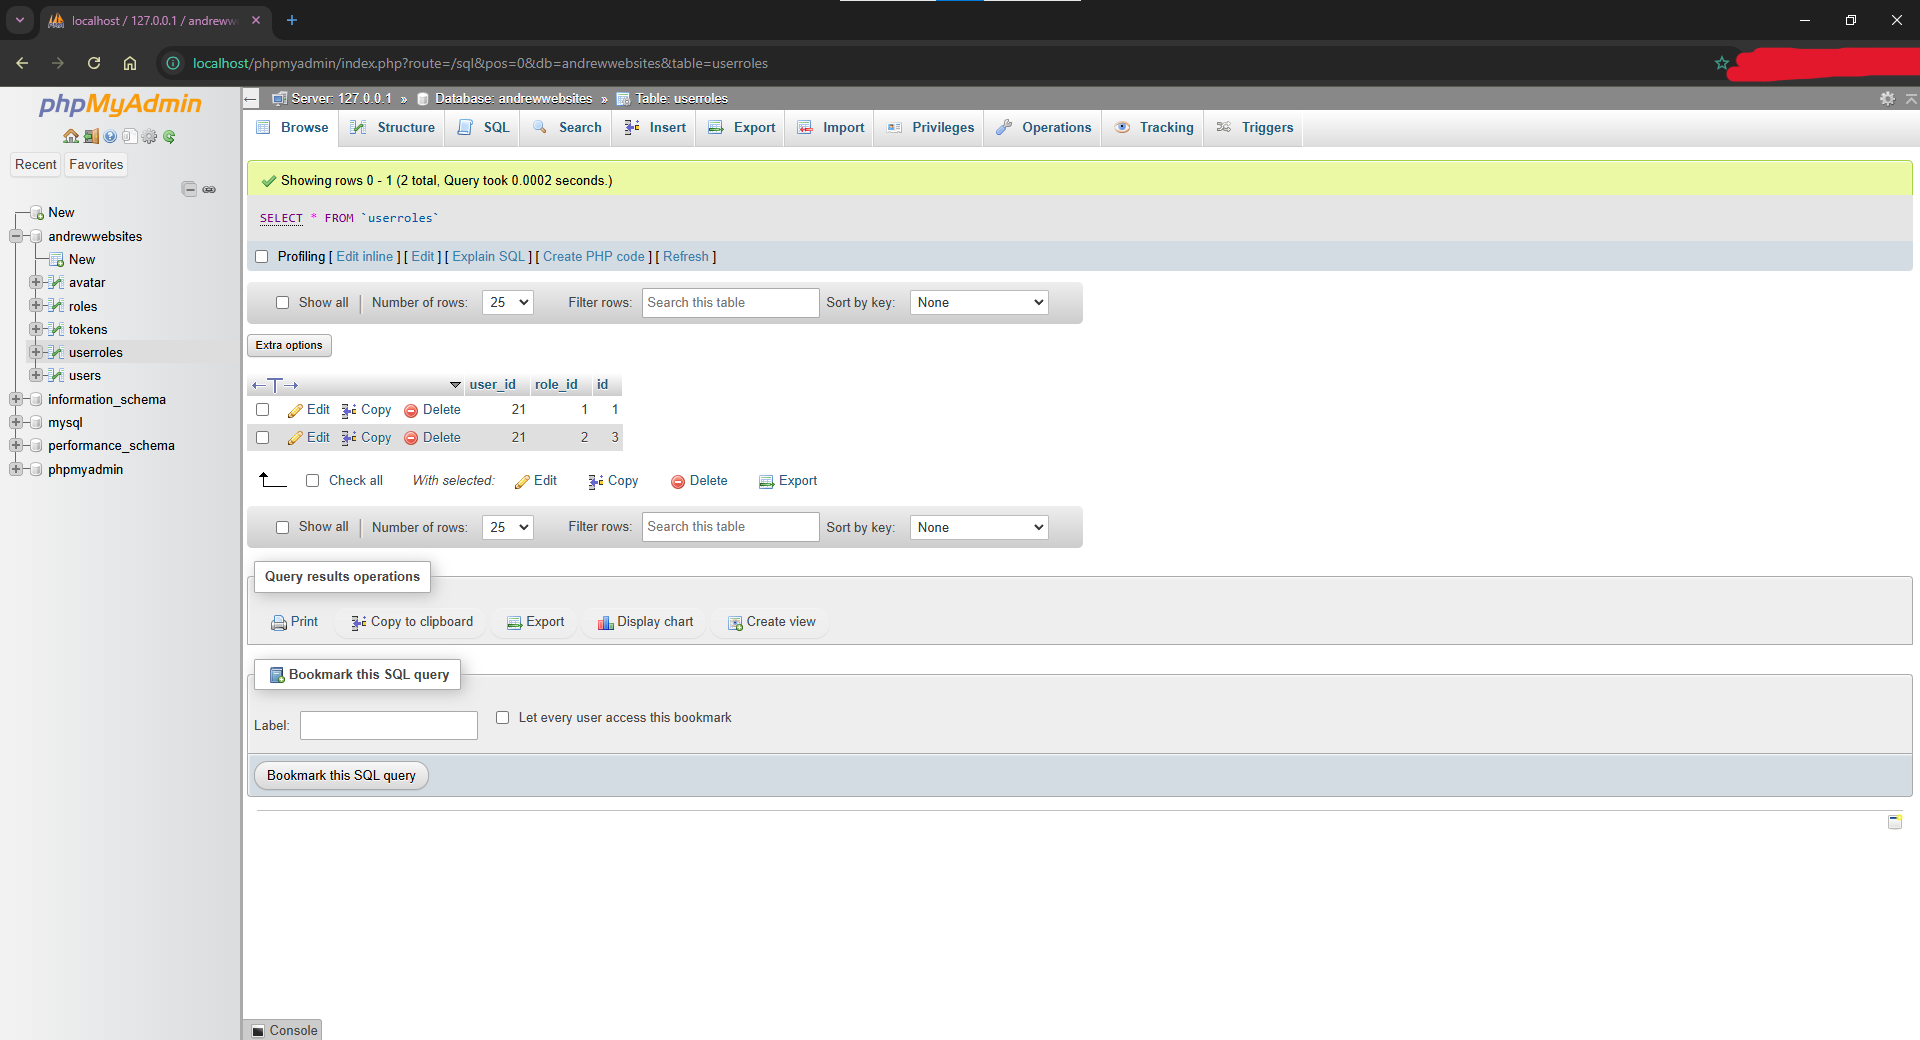 localhost / 127.0.0.1 / andrewwe
localhost/phpmyadmin/index.php?route=/sql&pos=0&db=andrewwebsites&table=userroles
phpMyAdmin
Recent Favorites
New
andrewwebsites
New
avatar
roles
tokens
userroles
users
information_schema
mysql
performance_schema
phpmyadmin
Server: 127.0.0.1 » Database: andrewwebsites » Table: userroles
Browse Structure SQL Search Insert Export Import Privileges Operations Tracking Triggers
Showing rows 0 - 1 (2 total, Query took 0.0002 seconds.)
SELECT * FROM `userroles`
Profiling [ Edit inline ] [ Edit ] [ Explain SQL ] [ Create PHP code ] [ Refresh ]
Show all Number of rows: 25 Filter rows: Search this table Sort by key: None
Extra options
user_id role_id id
Edit Copy Delete 21 1 1
Edit Copy Delete 21 2 3
Check all With selected: Edit Copy Delete Export
Show all Number of rows: 25 Filter rows: Search this table Sort by key: None
Query results operations
Print Copy to clipboard Export Display chart Create view
Bookmark this SQL query
Label: Let every user access this bookmark
Bookmark this SQL query
Console